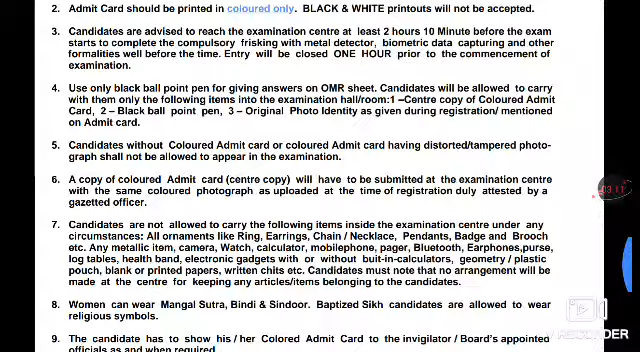 2. Admit Card should be printed in coloured only. BLACK & WHITE printouts will not be accepted.
3. Candidates are advised to reach the examination centre at least 2 hours 10 Minute before the exam
starts to complete the compulsory frisking with metal detector, biometric data capturing and other
formalities well before the time. Entry will be closed ONE HOUR prior to the commencement of
examination.
4. Use only black ball point pen for giving answers on OMR sheet. Candidates will be allowed to carry
with them only the following items into the examination hall/room:1 –Centre copy of Coloured Admit
Card, 2 – Black ball point pen, 3 – Original Photo Identity as given during registration/ mentioned
on Admit card.
5. Candidates without Coloured Admit card or coloured Admit card having distorted/tampered photo-
graph shall not be allowed to appear in the examination.
6. A copy of coloured Admit card (centre copy) will have to be submitted at the examination centre
with the same coloured photograph as uploaded at the time of registration duly attested by a
gazetted officer.
7. Candidates are not allowed to carry the following items inside the examination centre under any
circumstances: All ornaments like Ring, Earrings, Chain / Necklace, Pendants, Badge and Brooch
etc. Any metallic item, camera, Watch, calculator, mobilephone, pager, Bluetooth, Earphones,purse,
log tables, health band, electronic gadgets with or without buit-in-calculators, geometry / plastic
pouch, blank or printed papers, written chits etc. Candidates must note that no arrangement will be
made at the centre for keeping any articles/items belonging to the candidates.
8. Women can wear Mangal Sutra, Bindi & Sindoor. Baptized Sikh candidates are allowed to wear
religious symbols.
9. The candidate has to show his / her Colored Admit Card to the invigilator / Board's appointed
officials as and when required
03:11
RECORDER